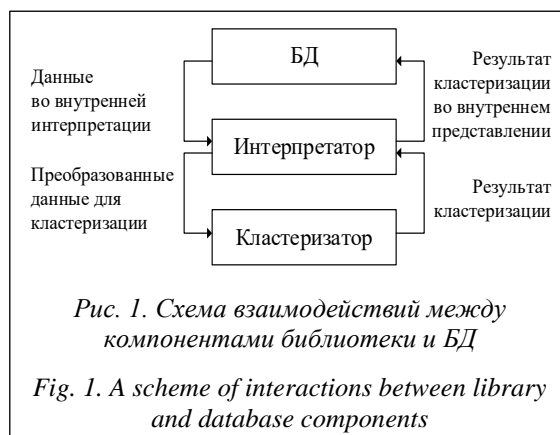 БД
Данные
во внутренней
интерпретации
Результат
кластеризации
во внутреннем
представлении
Интерпретатор
Преобразованные
данные для
кластеризации
Результат
кластеризации
Кластеризатор
Рис. 1. Схема взаимодействий между
компонентами библиотеки и БД
Fig. 1. A scheme of interactions between library
and database components